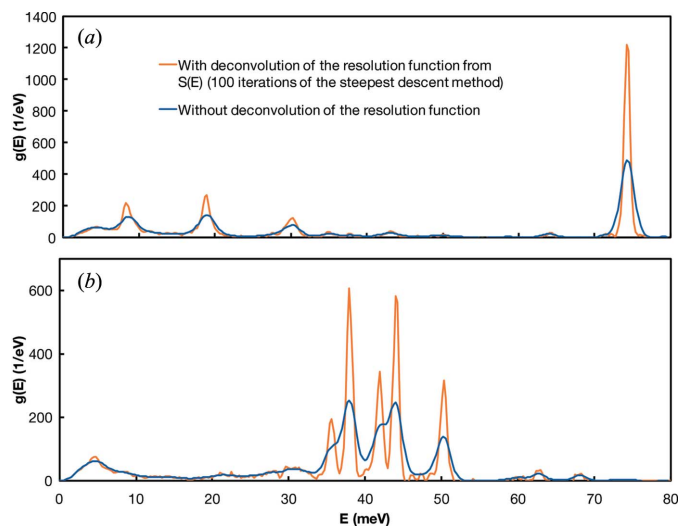 1400
(a)
1200
With deconvolution of the resolution function from
S(E) (100 iterations of the steepest descent method)
1000
Without deconvolution of the resolution function
800
g(E) (1/eV)
600
400
200
0
(b)
600
400
g(E) (1/eV)
200
0
0 10 20 30 40 50 60 70 80
E (meV)